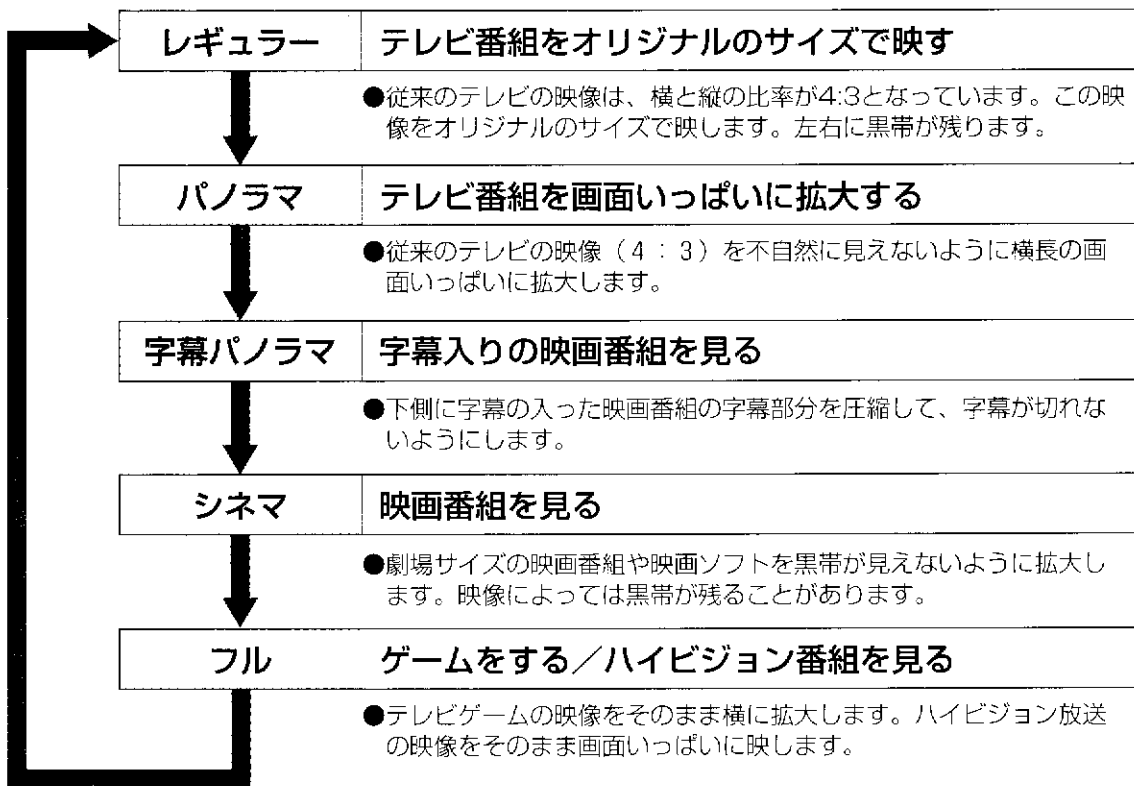 レギュラー テレビ番組をオリジナルのサイズで映す
●従来のテレビの映像は、横と縦の比率が4:3となっています。この映
像をオリジナルのサイズで映します。左右に黒帯が残ります。
パノラマ テレビ番組を画面いっぱいに拡大する
●従来のテレビの映像（4：3）を不自然に見えないように横長の画
面いっぱいに拡大します。
字幕パノラマ 字幕入りの映画番組を見る
●下側に字幕の入った映画番組の字幕部分を圧縮して、字幕が切れな
いようにします。
シネマ 映画番組を見る
●劇場サイズの映画番組や映画ソフトを黒帯が見えないように拡大し
ます。映像によっては黒帯が残ることがあります。
フル ゲームをする／ハイビジョン番組を見る
●テレビゲームの映像をそのまま横に拡大します。ハイビジョン放送
の映像をそのまま画面いっぱいに映します。